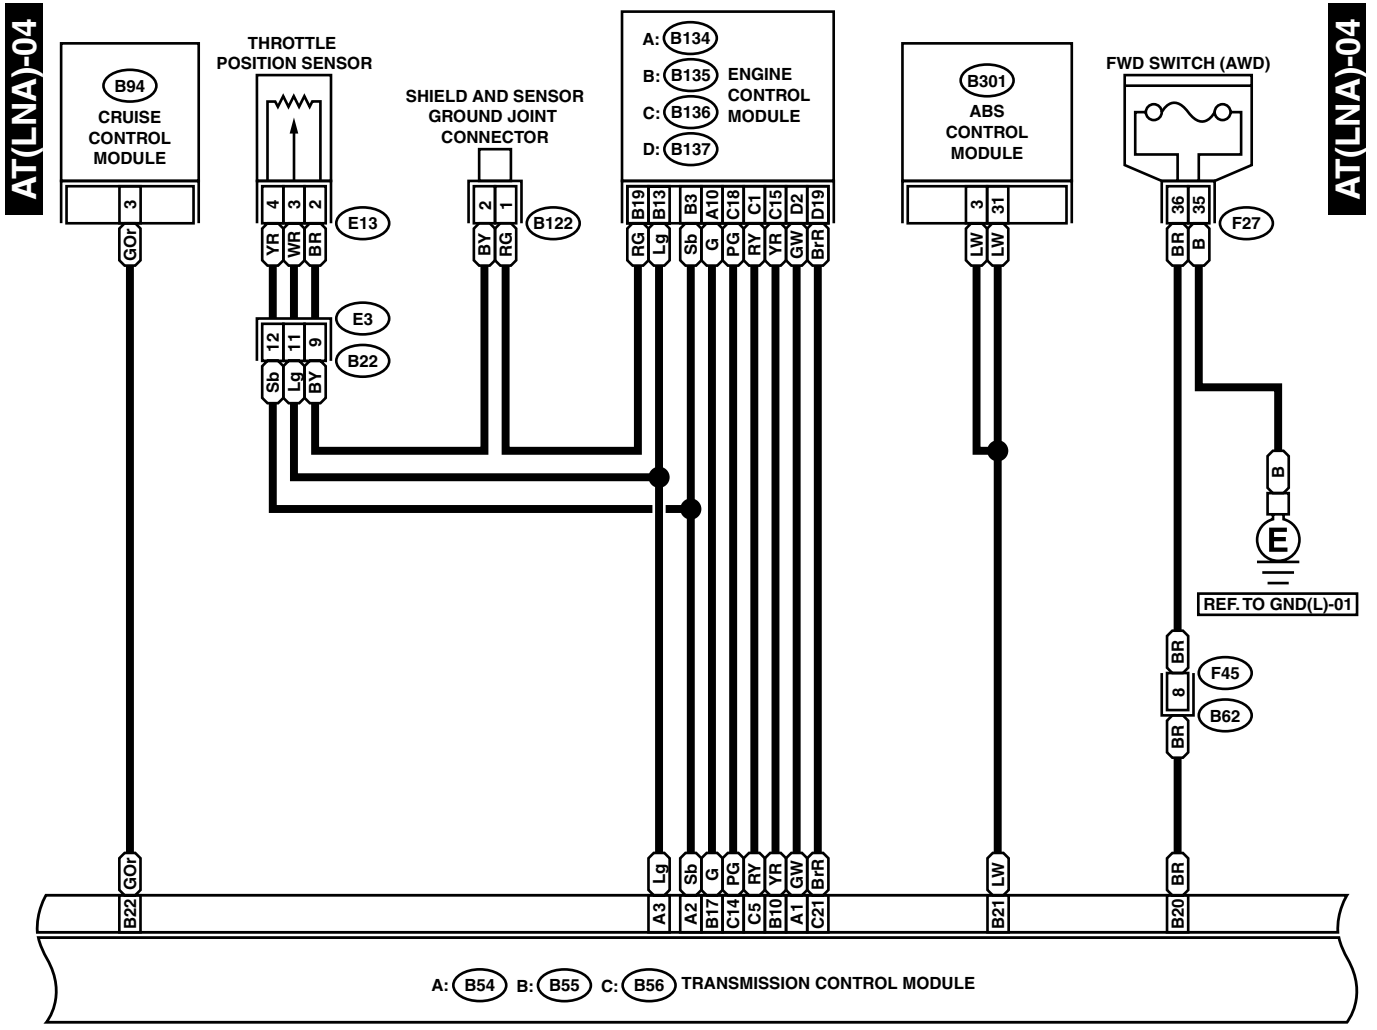 AT(LNA)-04
AT(LNA)-04
B94
CRUISE
CONTROL
MODULE
THROTTLE
POSITION SENSOR
SHIELD AND SENSOR
GROUND JOINT
CONNECTOR
A: B134
B: B135
C: B136
D: B137
ENGINE
CONTROL
MODULE
B301
ABS
CONTROL
MODULE
FWD SWITCH (AWD)
3
4 3 2
E13
2 1
B122
B19 B13 B3 A10 C18 C1 C15 D2 D19
3 31
36 35
F27
GOr
YR WR BR
BY RG
RG Lg Sb G PG RY YR GW BrR
LW LW
BR B
E3
12 11 9
B22
Sb Lg BY
B
E
REF. TO GND(L)-01
BR
F45
8
B62
BR
GOr
Lg Sb G PG RY YR GW BrR
LW
BR
B22
A3 A2 B17 C14 C5 B10 A1 C21
B21
B20
A: B54 B: B55 C: B56 TRANSMISSION CONTROL MODULE